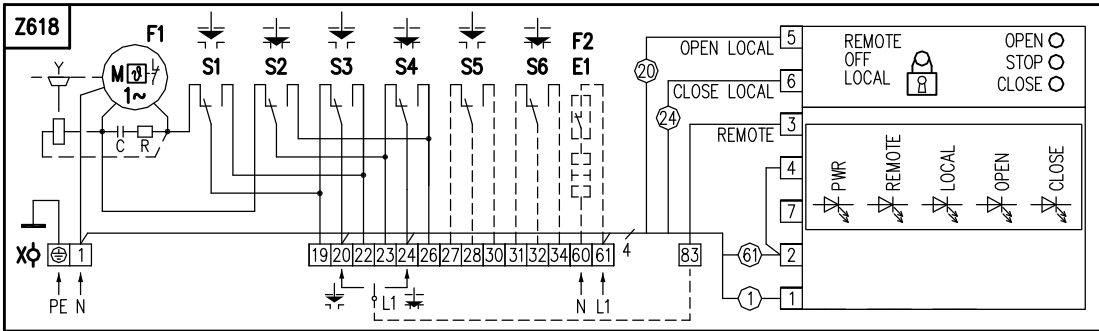 Z618
F1
S1 S2 S3 S4 S5 S6
F2
E1
Y
M ϑ
1~
C R
20
24
OPEN LOCAL 5
CLOSE LOCAL 6
REMOTE 3
4
7
61 2
1 1
REMOTE
OFF
LOCAL
OPEN
STOP
CLOSE
PWR REMOTE LOCAL OPEN CLOSE
X
1 19 20 22 23 24 26 27 28 30 31 32 34 60 61 4 83
PE N L1 N L1